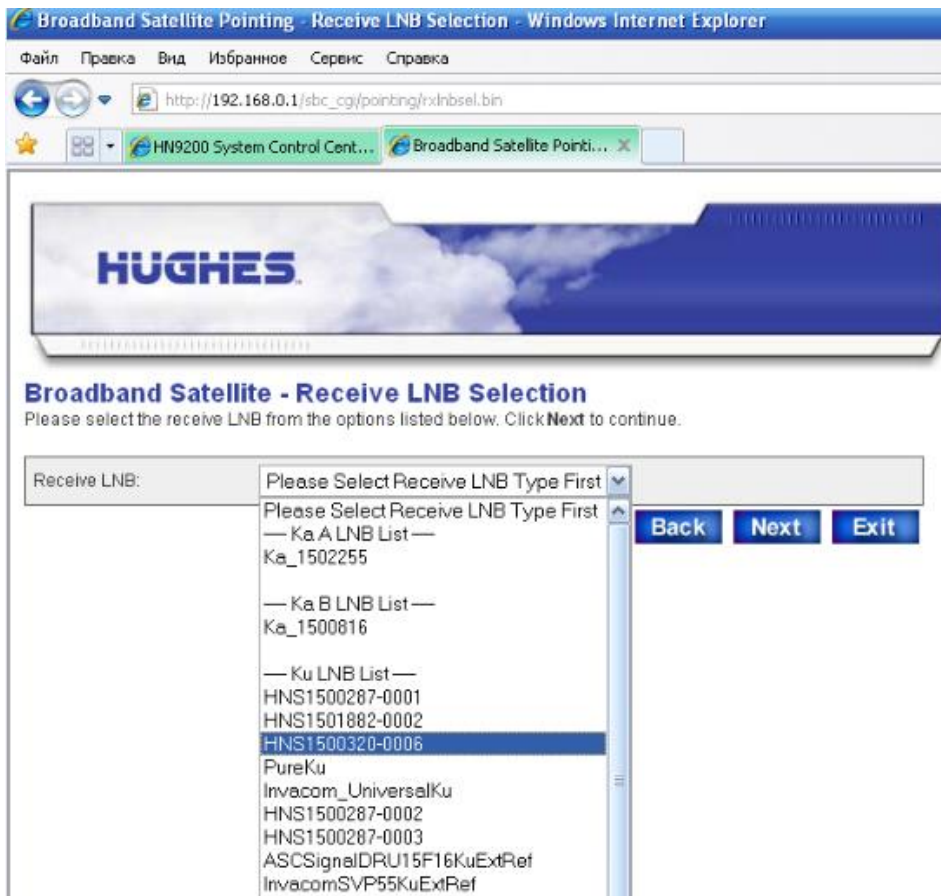 Broadband Satellite Pointing - Receive LNB Selection - Windows Internet Explorer
Файл Правка Вид Избранное Сервис Справка
http://192.168.0.1/sbc_cgi/pointing/rxlnbsel.bin
HN9200 System Control Cent... Broadband Satellite Pointi...
HUGHES
Broadband Satellite - Receive LNB Selection
Please select the receive LNB from the options listed below. Click Next to continue.
Receive LNB: Please Select Receive LNB Type First
Please Select Receive LNB Type First
Back Next Exit
--- Ka A LNB List ---
Ka_1502255
--- Ka B LNB List ---
Ka_1500816
--- Ku LNB List ---
HNS1500287-0001
HNS1501882-0002
HNS1500320-0006
PureKu
Invacom_UniversalKu
HNS1500287-0002
HNS1500287-0003
ASCSignalDRU15F16KuExtRef
InvacomSVP55KuExtRef